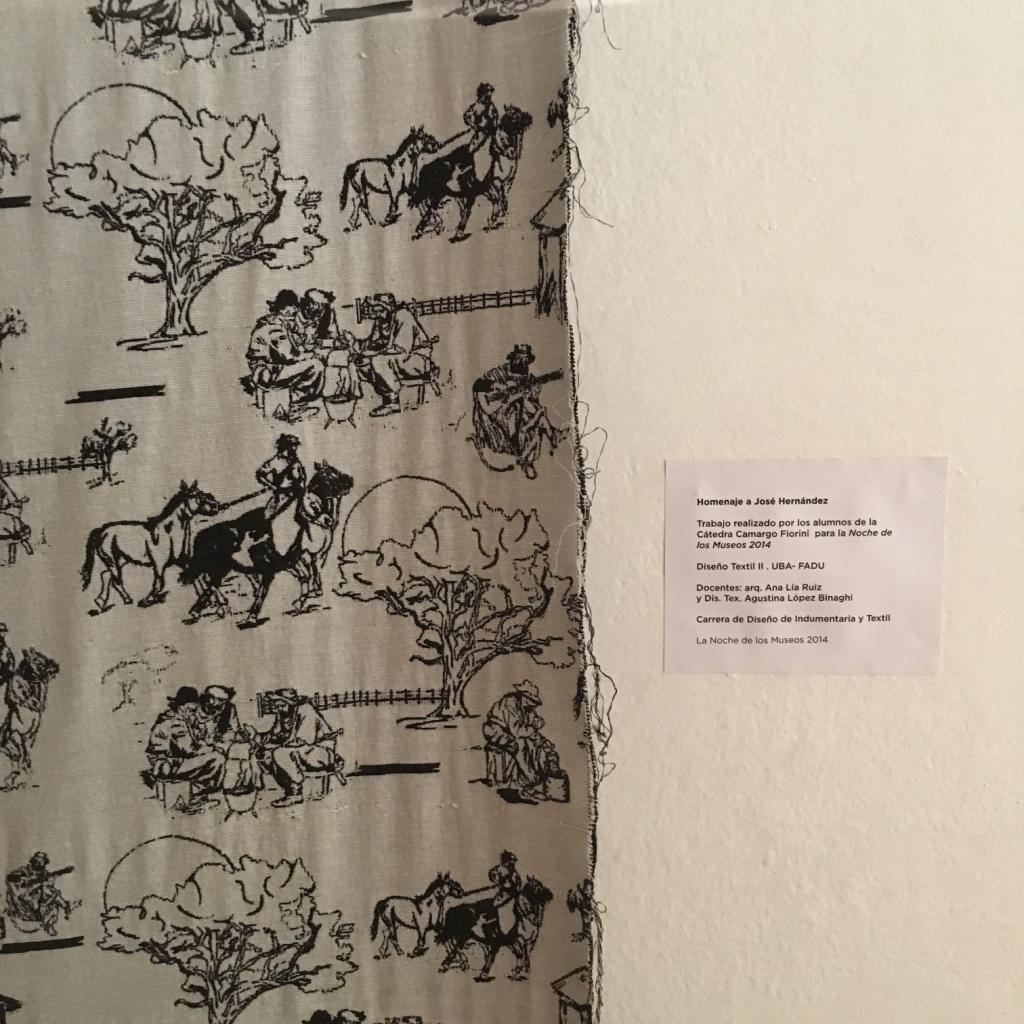 Homenaje a José Hernández
Trabajo realizado por los alumnos de la
Cátedra Camargo Fiorini para la Noche de
los Museos 2014
Diseño Textil II . UBA- FADU
Docentes: arq. Ana Lía Ruiz
y Dis. Tex. Agustina López Binaghi
Carrera de Diseño de Indumentaria y Textil
La Noche de los Museos 2014